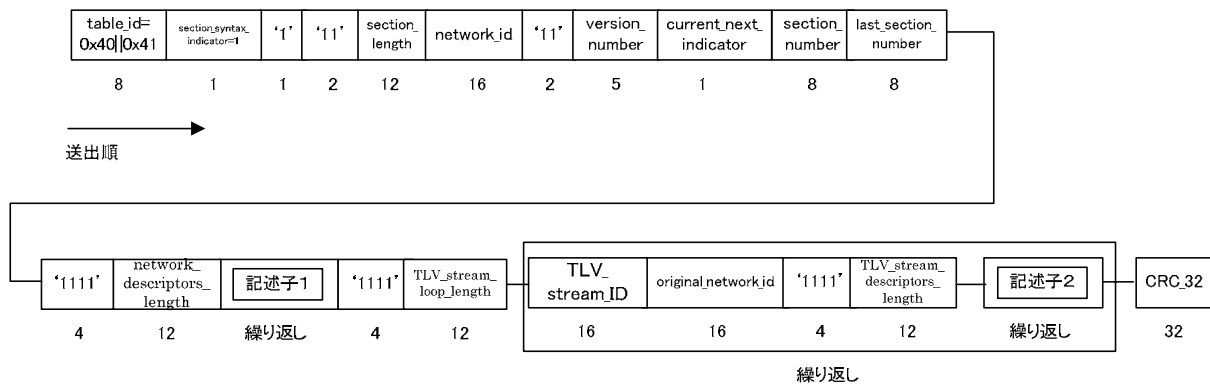 table_id=
0x40||0x41
section_syntax_
indicator=1
‘1’
‘11’
section_
length
network_id
‘11’
version_
number
current_next_
indicator
section_
number
last_section_
number
8
1
1
2
12
16
2
5
1
8
8
送出順
‘1111’
network_
descriptors_
length
記述子1
‘1111’
TLV_stream_
loop_length
TLV_
stream_ID
original_network_id
‘1111’
TLV_stream_
descriptors_
length
記述子2
CRC_32
4
12
繰り返し
4
12
16
16
4
12
繰り返し
32
繰り返し